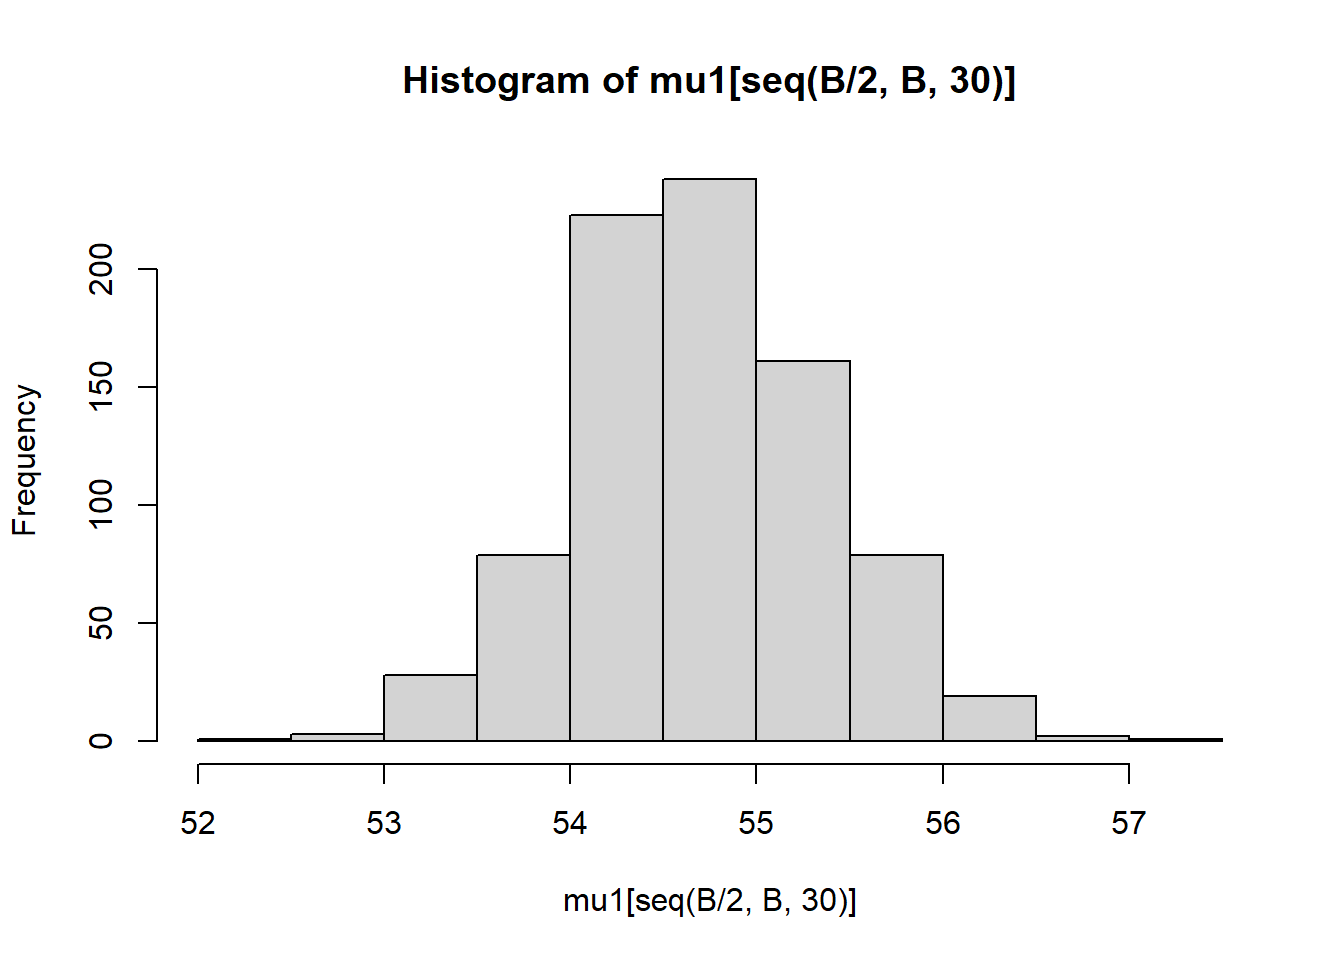 Histogram of mu1[seq(B/2, B, 30)]
Frequency
200
150
100
50
0
52 53 54 55 56 57
mu1[seq(B/2, B, 30)]